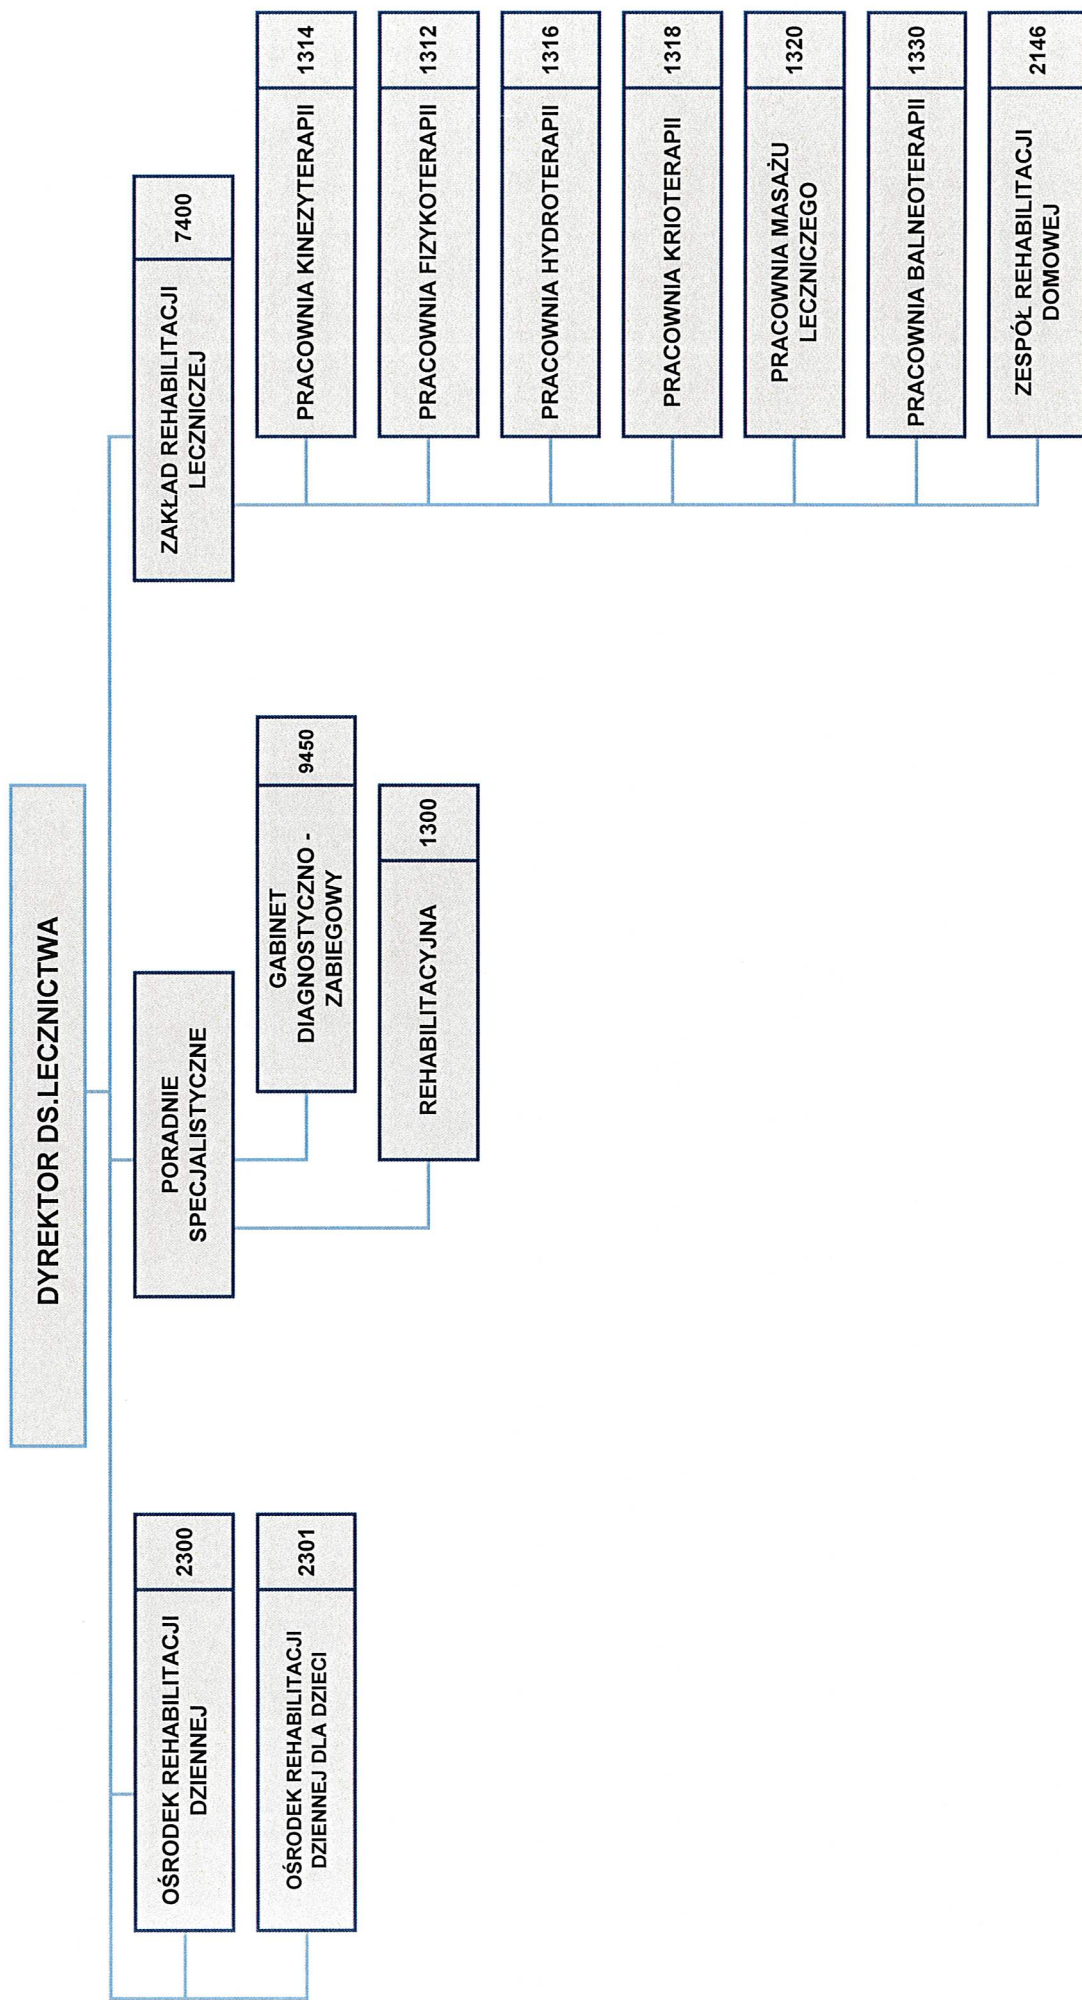 DYREKTOR DS.LECZNICTWA
OŚRODEK REHABILITACJI
DZIENNEJ
2300
OŚRODEK REHABILITACJI
DZIENNEJ DLA DZIECI
2301
PORADNIE
SPECJALISTYCZNE
GABINET
DIAGNOSTYCZNO -
ZABIEGOWY
9450
REHABILITACYJNA
1300
ZAKŁAD REHABILITACJI
LECZNICZEJ
7400
PRACOWNIA KINEZYTERAPII
1314
PRACOWNIA FIZYKOTERAPII
1312
PRACOWNIA HYDROTERAPII
1316
PRACOWNIA KRIOTERAPII
1318
PRACOWNIA MASAŻU
LECZNICZEGO
1320
PRACOWNIA BALNEOTERAPII
1330
ZESPÓŁ REHABILITACJI
DOMOWEJ
2146